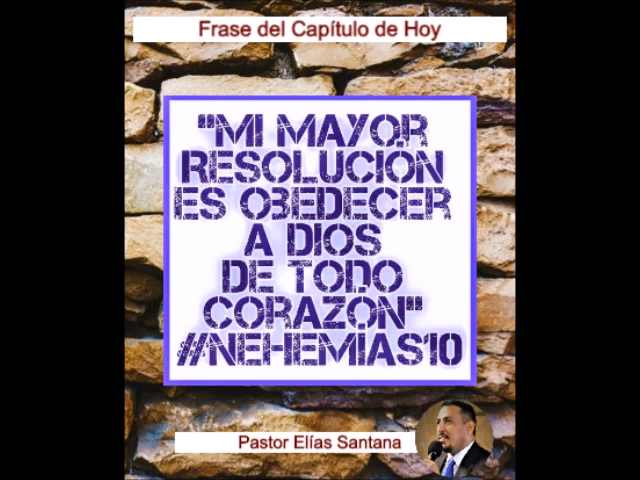 Frase del Capítulo de Hoy
"MI MAYOR
RESOLUCIÓN
ES OBEDECER
A DIOS
DE TODO
CORAZÓN"
#NEHEMÍAS10
Pastor Elías Santana